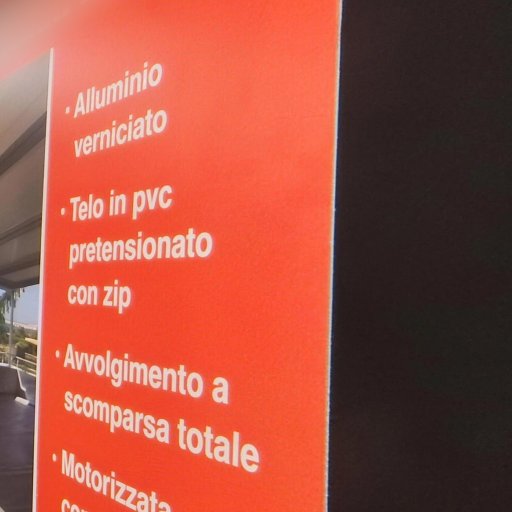 · Alluminio
verniciato
· Telo in pvc
pretensionato
con zip
· Avvolgimento a
scomparsa totale
· Motorizzata